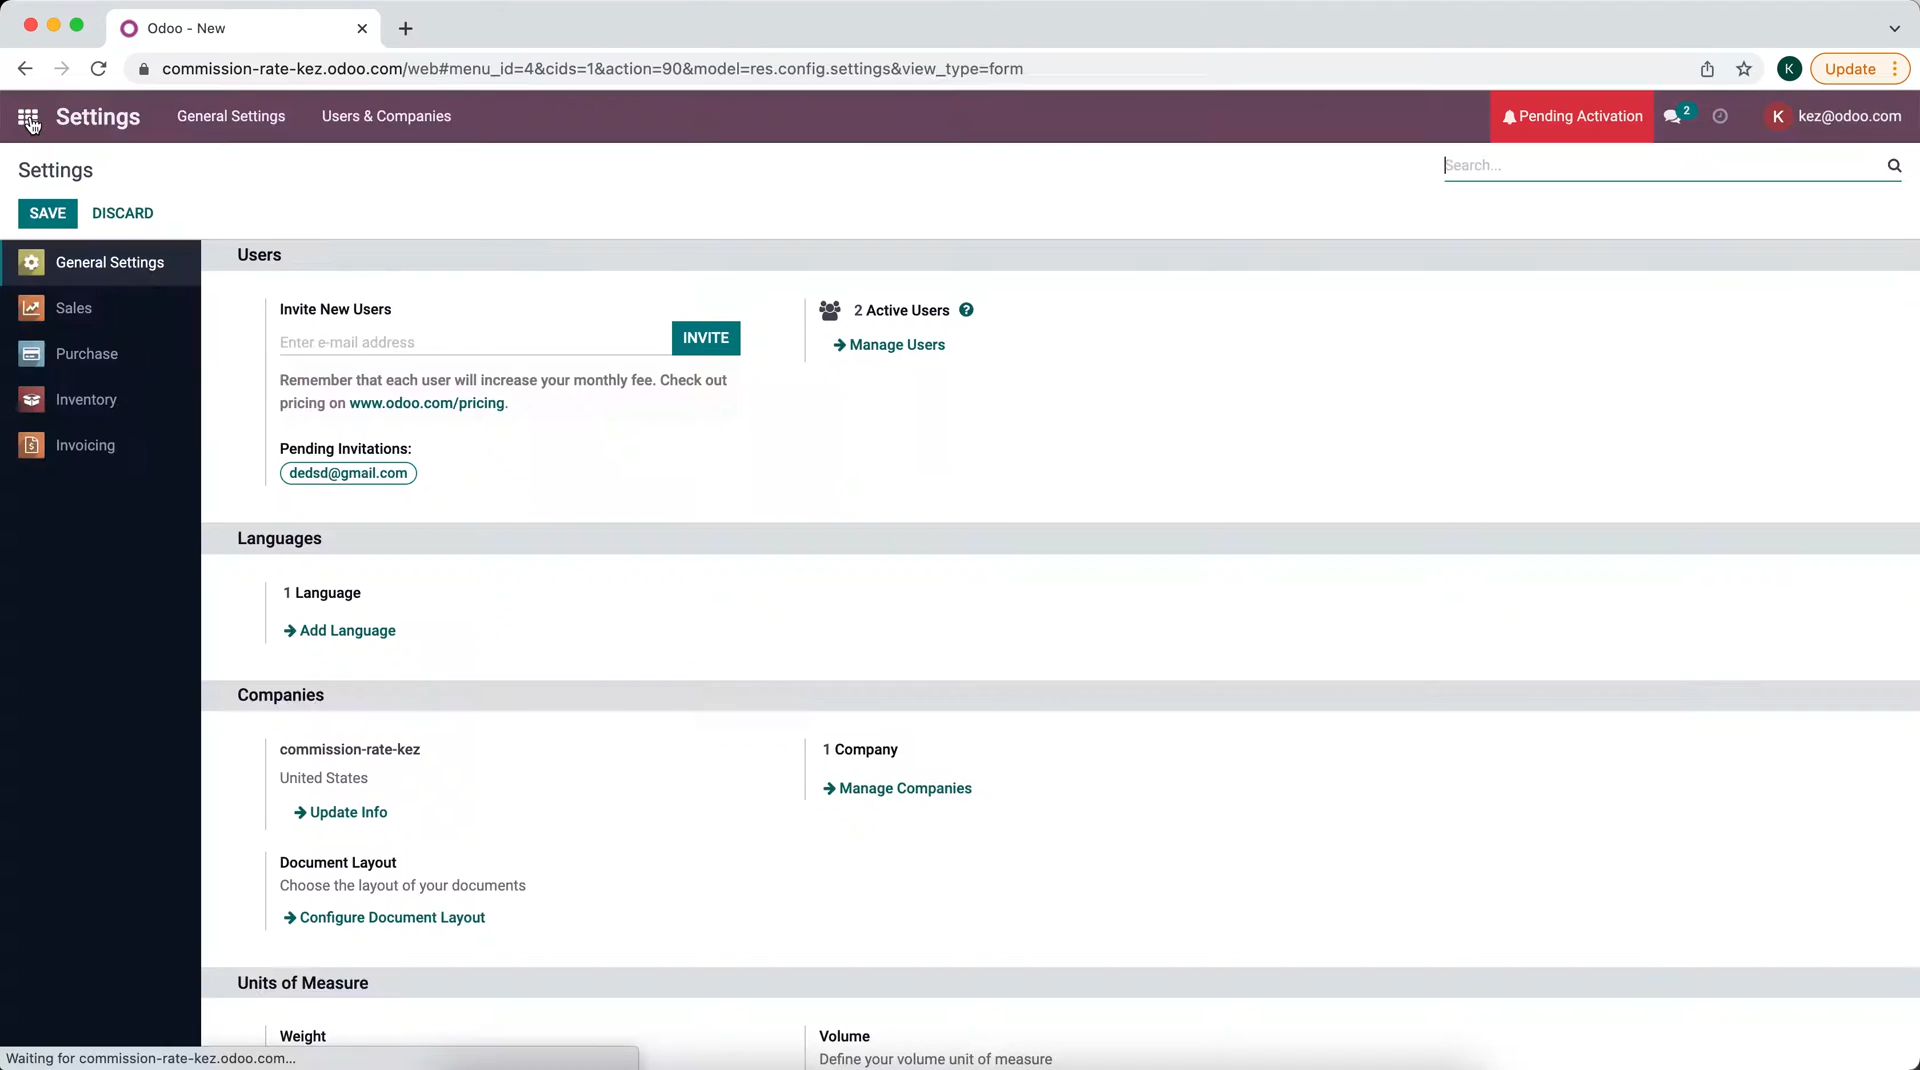 Odoo - New
commission-rate-kez.odoo.com/web#menu_id=4&cids=1&action=90&model=res.config.settings&view_type=form
K
Update
Settings
General Settings
Users & Companies
Pending Activation
2
K
kez@odoo.com
Settings
Search...
SAVE
DISCARD
General Settings
Sales
Purchase
Inventory
Invoicing
Users
Invite New Users
Enter e-mail address
INVITE
Remember that each user will increase your monthly fee. Check out
pricing on www.odoo.com/pricing.
Pending Invitations:
dedsd@gmail.com
2 Active Users
?
Manage Users
Languages
1 Language
Add Language
Companies
commission-rate-kez
United States
Update Info
1 Company
Manage Companies
Document Layout
Choose the layout of your documents
Configure Document Layout
Units of Measure
Weight
Volume
Define your volume unit of measure
Waiting for commission-rate-kez.odoo.com...